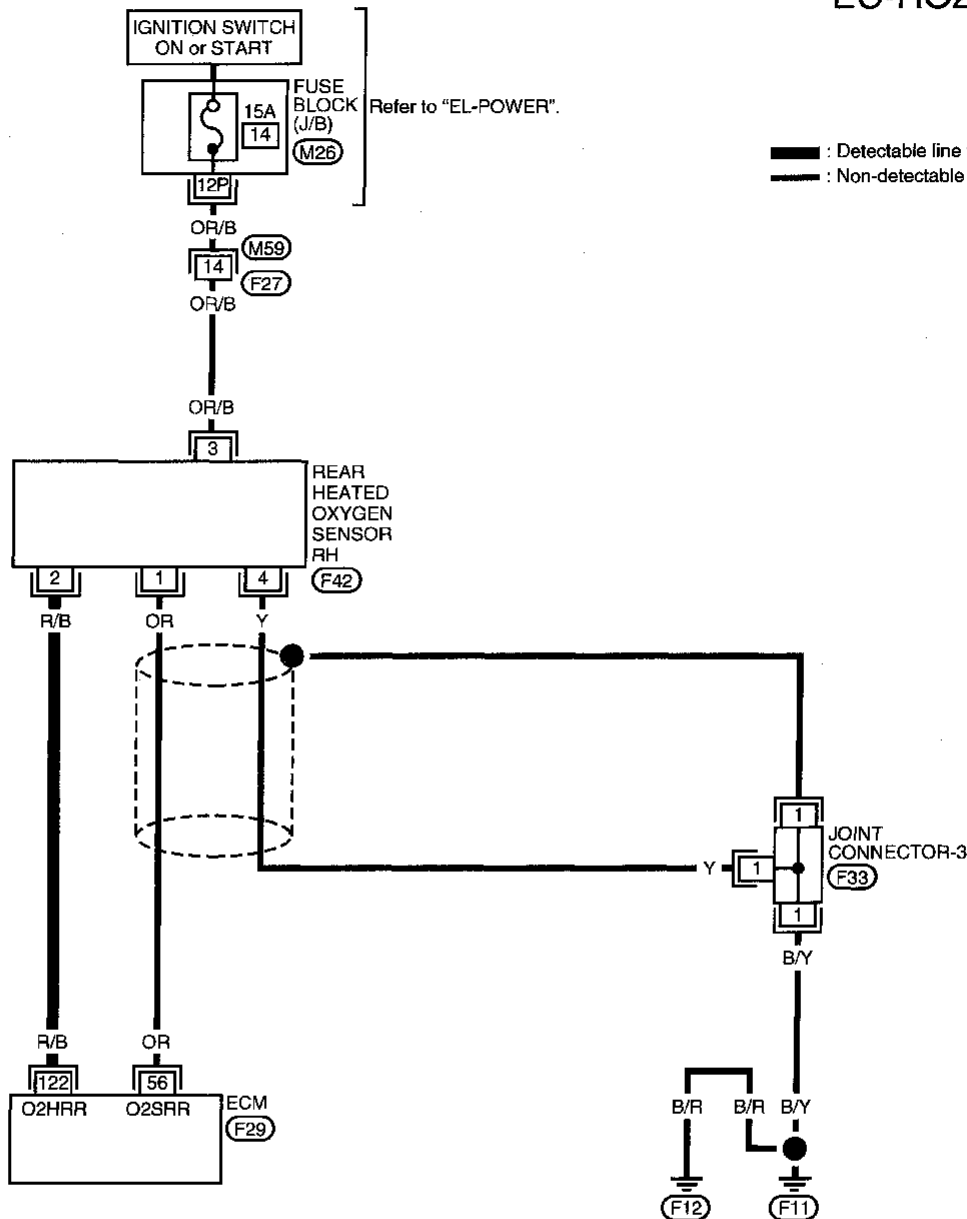 IGNITION SWITCH
ON or START
FUSE
BLOCK
(J/B)
15A
14
M26
Refer to "EL-POWER".
12P
: Detectable line
: Non-detectable
OR/B
M59
14
F27
OR/B
OR/B
3
REAR
HEATED
OXYGEN
SENSOR
RH
F42
2
1
4
R/B
OR
Y
1
JOINT
CONNECTOR-3
F33
Y
1
1
B/Y
R/B
OR
122
56
O2HRR
O2SRR
ECM
F29
B/R
B/R
B/Y
F12
F11